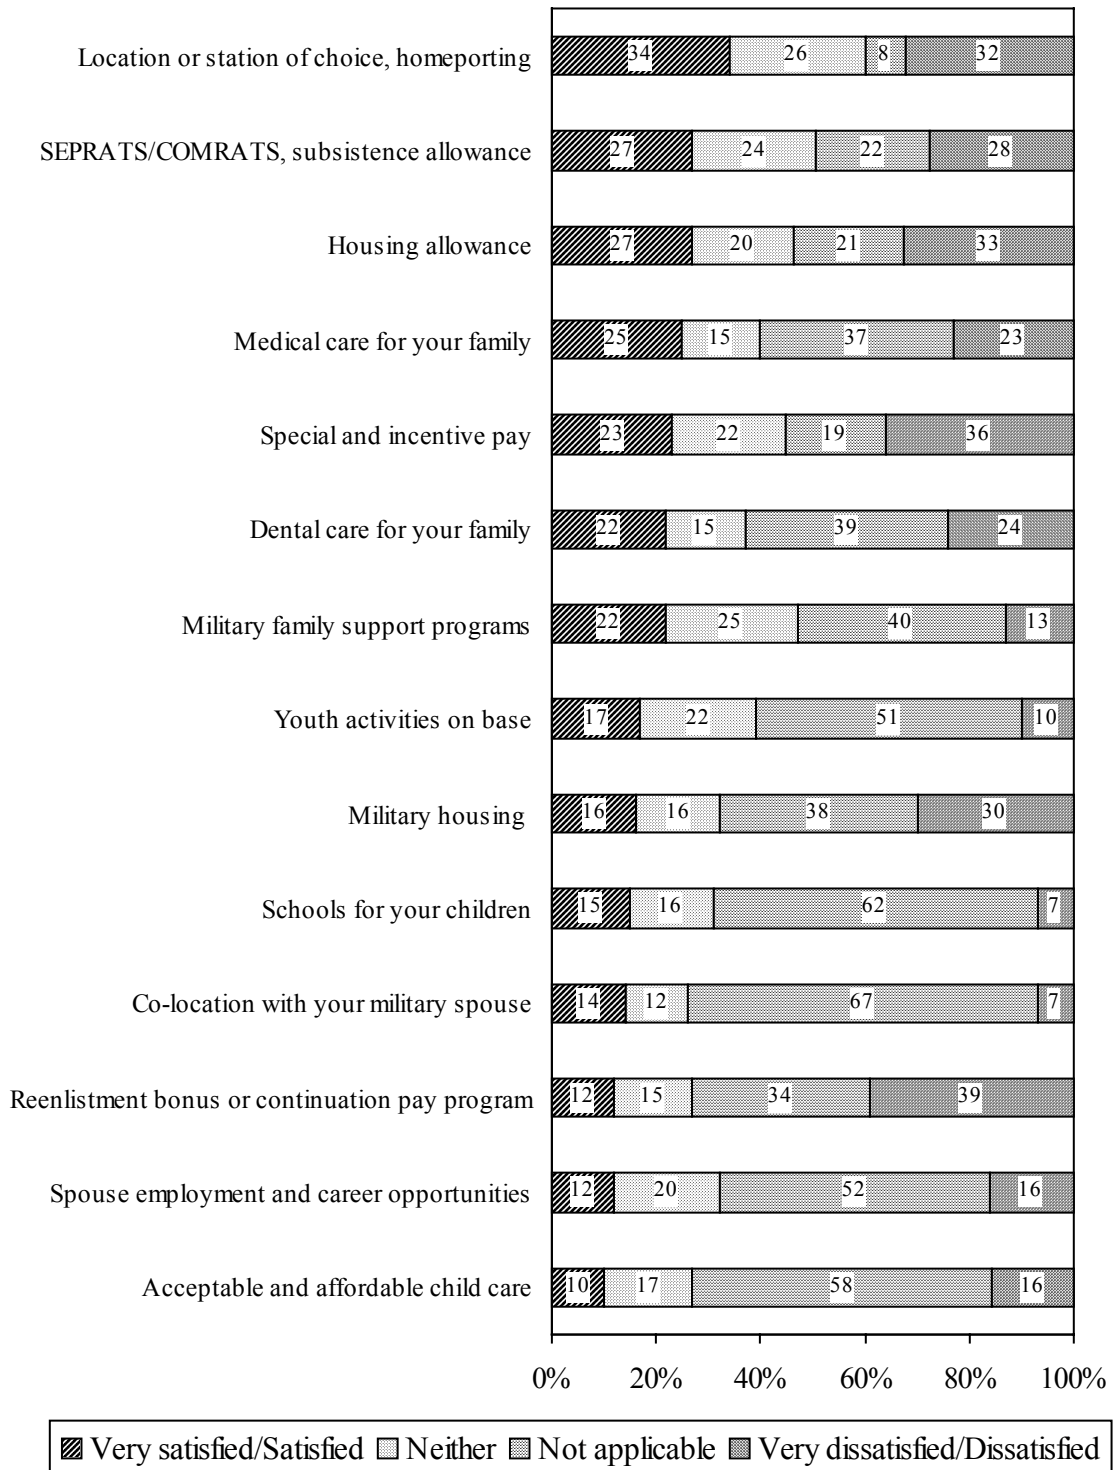 Location or station of choice, homeporting 34 26 8 32
SEPRATS/COMRATS, subsistence allowance 27 24 22 28
Housing allowance 27 20 21 33
Medical care for your family 25 15 37 23
Special and incentive pay 23 22 19 36
Dental care for your family 22 15 39 24
Military family support programs 22 25 40 13
Youth activities on base 17 22 51 10
Military housing 16 16 38 30
Schools for your children 15 16 62 7
Co-location with your military spouse 14 12 67 7
Reenlistment bonus or continuation pay program 12 15 34 39
Spouse employment and career opportunities 12 20 52 16
Acceptable and affordable child care 10 17 58 16
0% 20% 40% 60% 80% 100%
Very satisfied/Satisfied Neither Not applicable Very dissatisfied/Dissatisfied